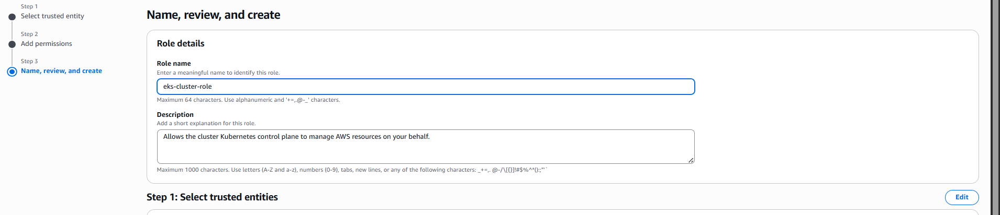 Step 1
Select trusted entity
Step 2
Add permissions
Step 3
Name, review, and create
Name, review, and create
Role details
Role name
Enter a meaningful name to identify this role.
eks-cluster-role
Maximum 64 characters. Use alphanumeric and '+=,.@-_' characters.
Description
Add a short explanation for this role.
Allows the cluster Kubernetes control plane to manage AWS resources on your behalf.
Maximum 1000 characters. Use letters (A-Z and a-z), numbers (0-9), tabs, new lines, or any of the following characters: _+=,. @-/\[{}]!#$%^*();:"'`
Step 1: Select trusted entities
Edit